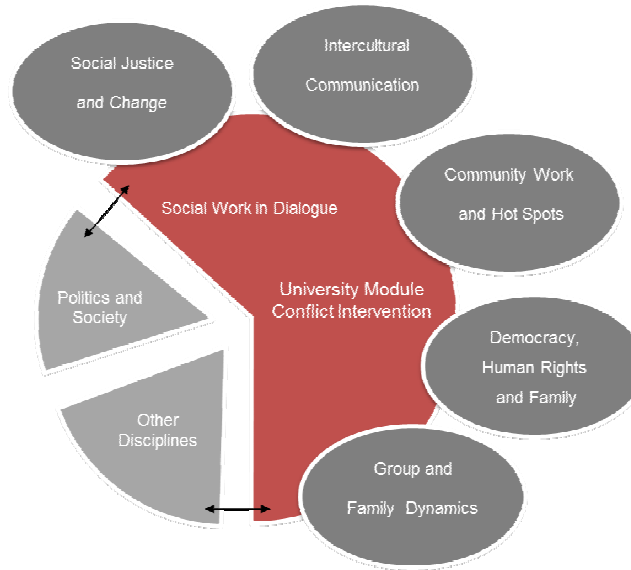 Social Justice
and Change
Intercultural
Communication
Community Work
and Hot Spots
Social Work in Dialogue
University Module
Conflict Intervention
Politics and
Society
Democracy,
Human Rights
and Family
Other
Disciplines
Group and
Family Dynamics